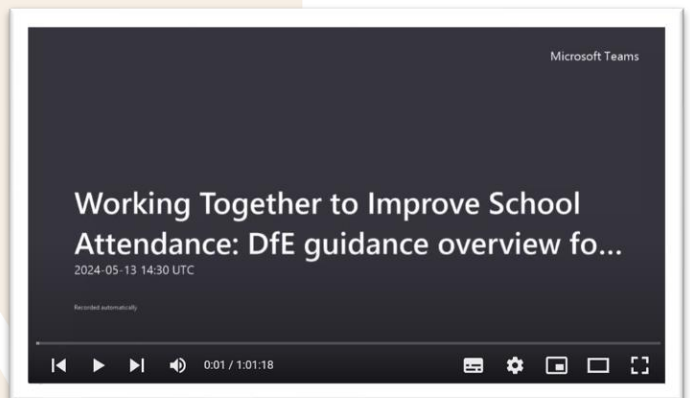 Microsoft Teams
Working Together to Improve School
Attendance: DfE guidance overview fo...
2024-05-13 14:30 UTC
Recorded automatically
0:01 / 1:01:18